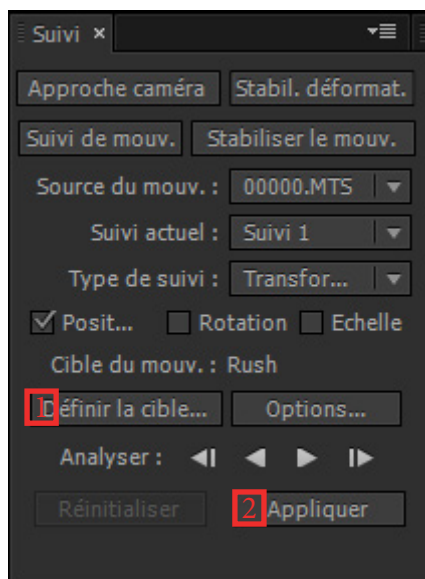 Suivi ×
Approche caméra Stabil. déformat.
Suivi de mouv. Stabiliser le mouv.
Source du mouv. : 00000.MTS
Suivi actuel : Suivi 1
Type de suivi : Transfor...
Posit... Rotation Echelle
Cible du mouv. : Rush
1 Définir la cible... Options...
Analyser :
Réinitialiser 2 Appliquer